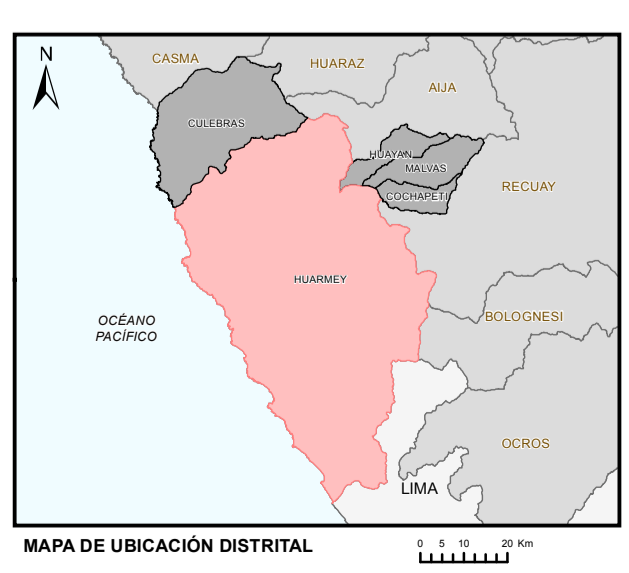 N
CASMA
HUARAZ
AIJA
CULEBRAS
HUAYAN
MALVAS
RECUAY
COCHAPETI
HUARMEY
OCÉANO
PACÍFICO
BOLOGNESI
OCROS
LIMA
MAPA DE UBICACIÓN DISTRITAL
0 5 10 20 Km